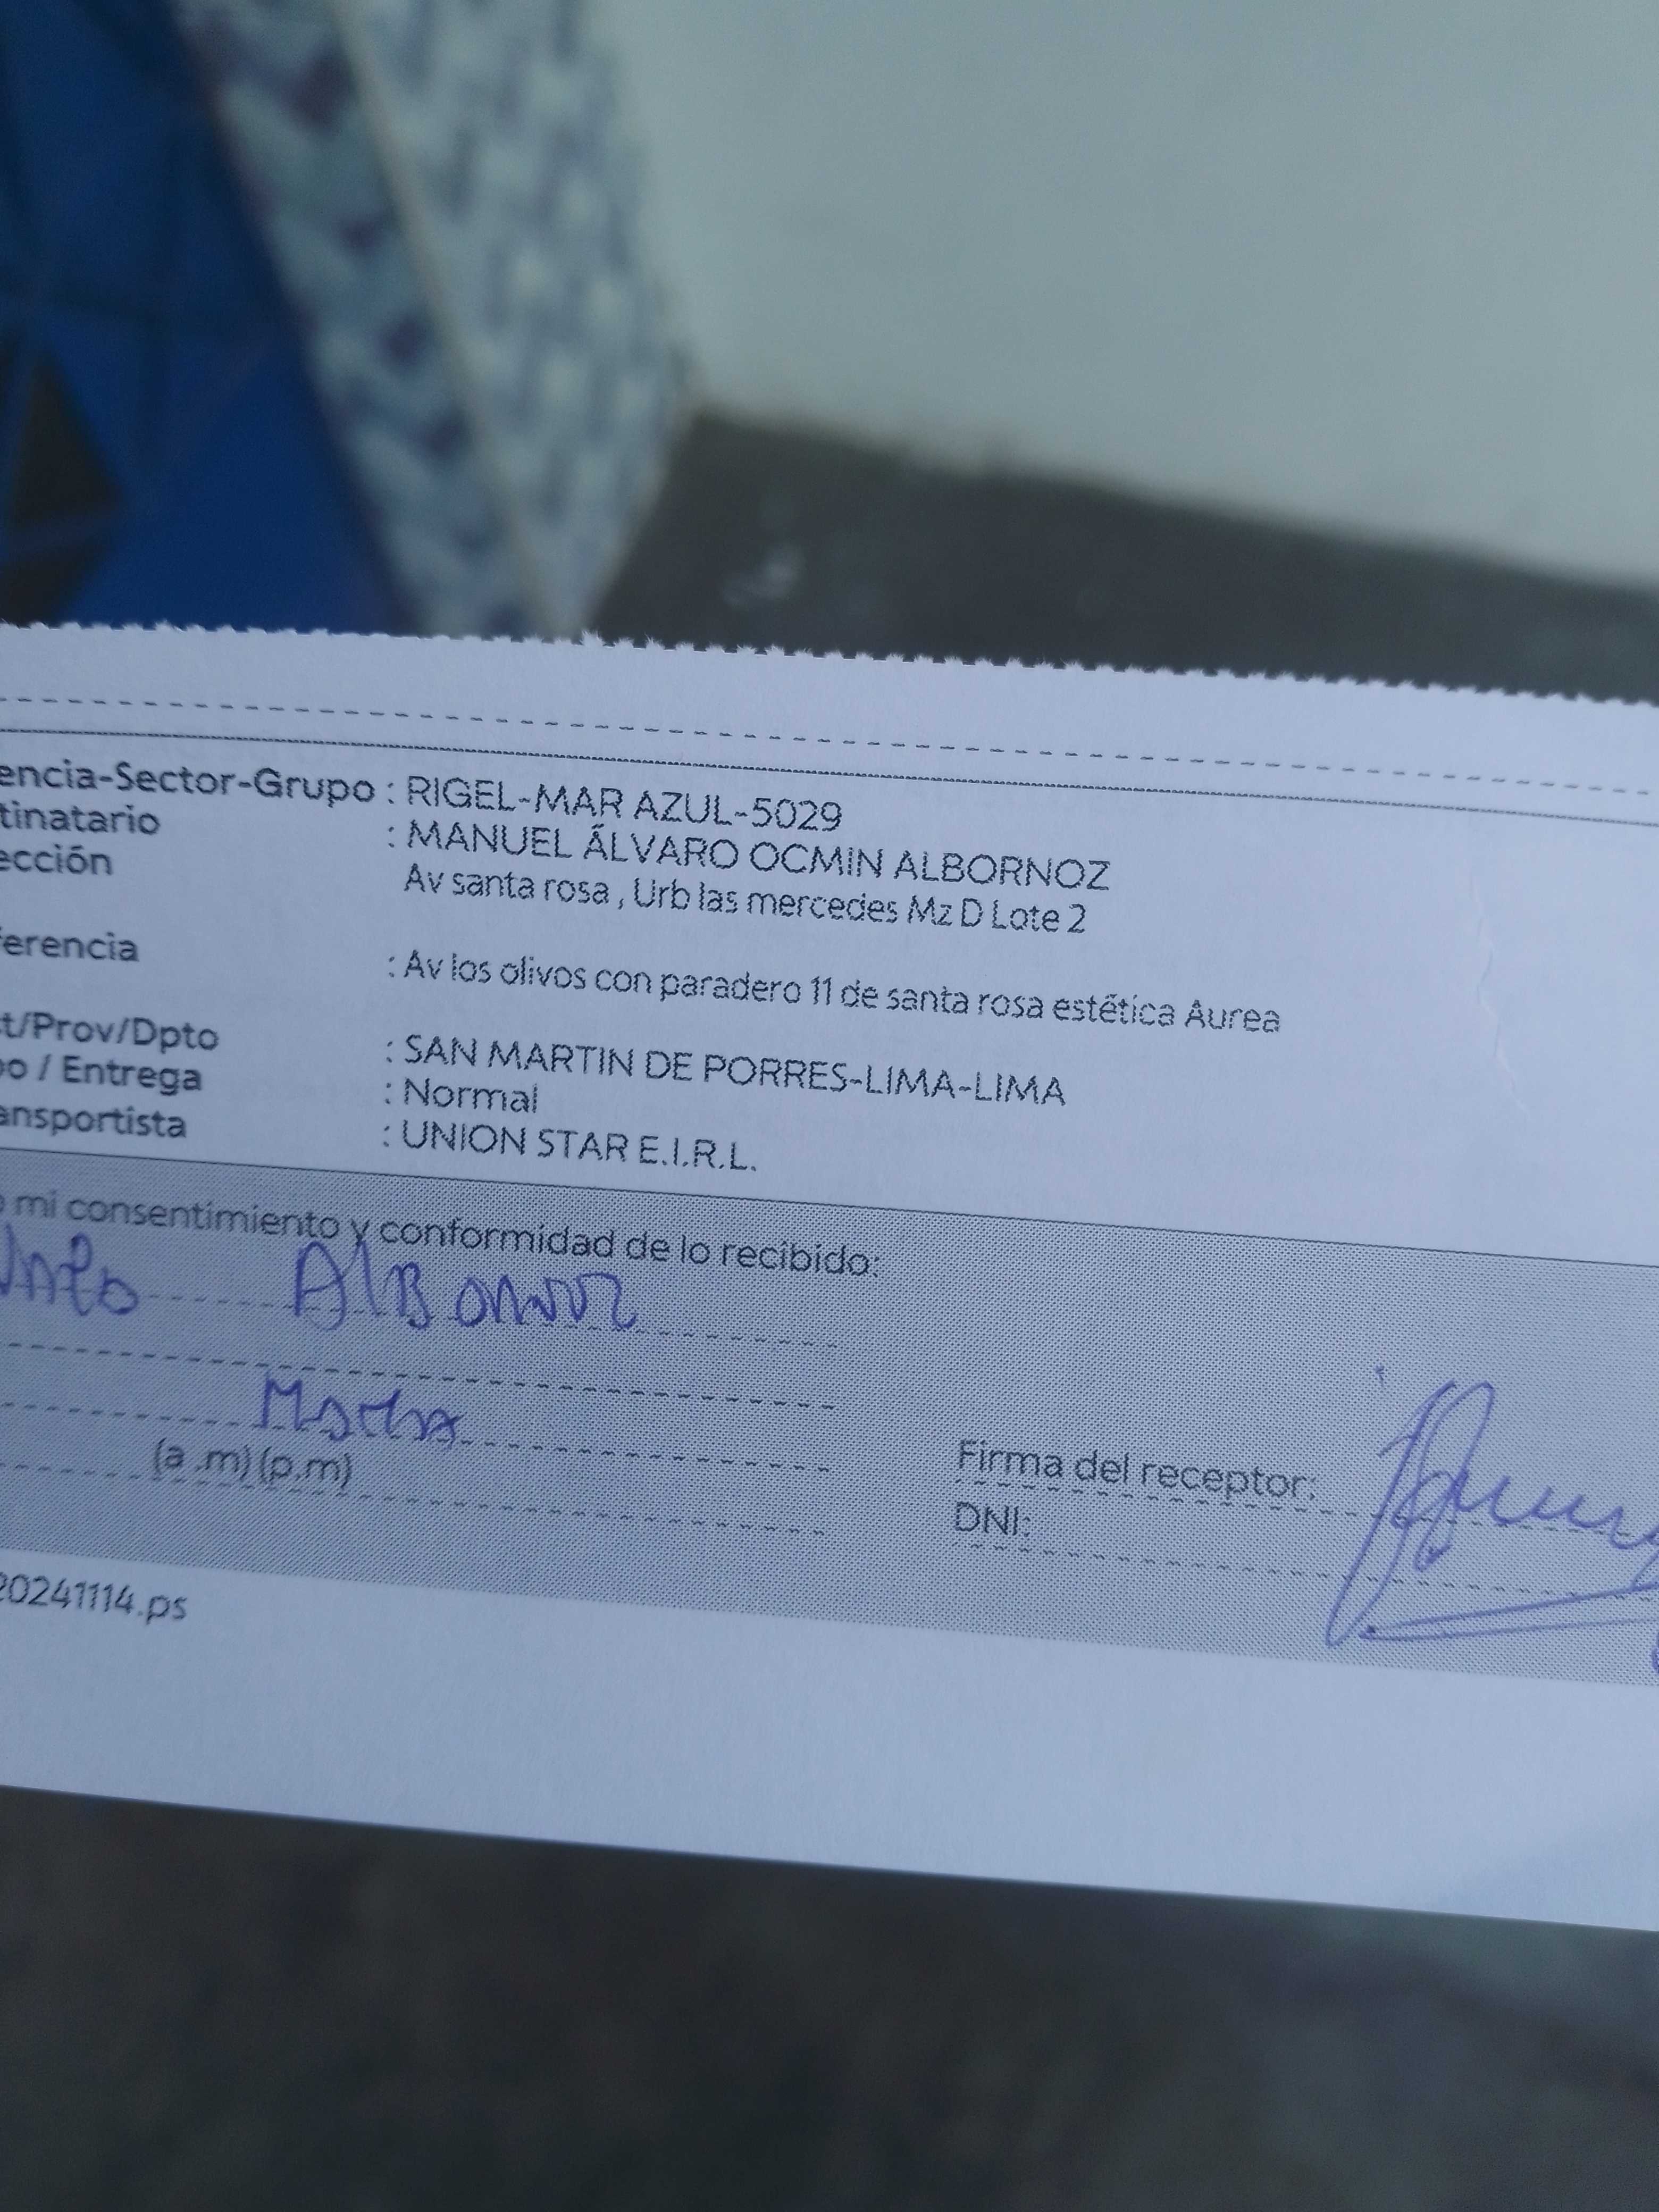 encia-Sector-Grupo : RIGEL-MAR AZUL-5029
tinatario : MANUEL ÁLVARO OCMIN ALBORNOZ
ección Av santa rosa , Urb las mercedes Mz D Lote 2
ferencia : Av los olivos con paradero 11 de santa rosa estética Aurea
t/Prov/Dpto : SAN MARTIN DE PORRES-LIMA-LIMA
po / Entrega : Normal
ansportista : UNION STAR E.I.R.L.
mi consentimiento y conformidad de lo recibido:
AlBornoz
(a .m) (p.m)
Firma del receptor:
DNI:
20241114.ps